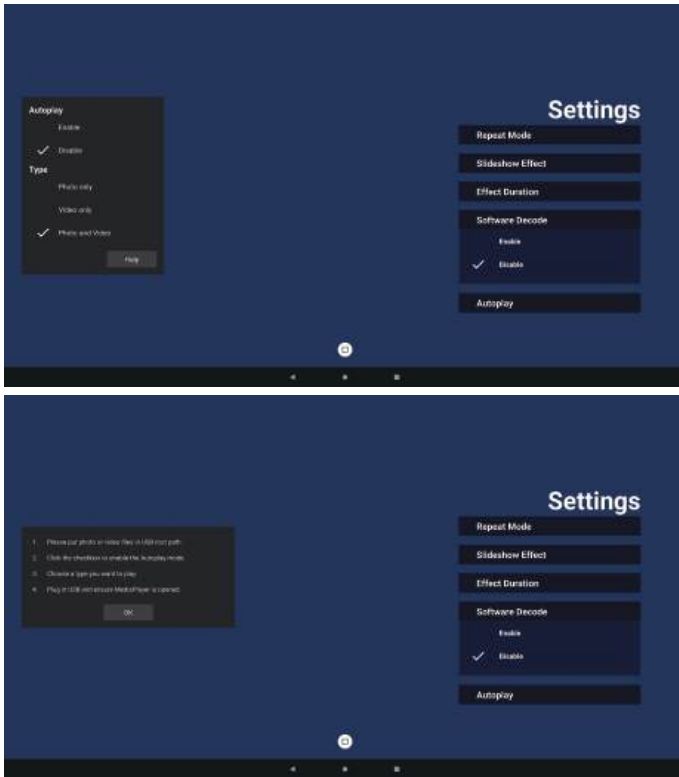 Autoplay
Enable
Disable
Type
Photo only
Video only
Photo and Video
Help
Settings
Repeat Mode
Slideshow Effect
Effect Duration
Software Decode
Enable
Disable
Autoplay
1. Please put photo or video files in USB root path.
2. Click the checkbox to enable the Autoplay mode.
3. Choose a type you want to play.
4. Plug in USB and ensure MediaPlayer is opened.
OK
Settings
Repeat Mode
Slideshow Effect
Effect Duration
Software Decode
Enable
Disable
Autoplay